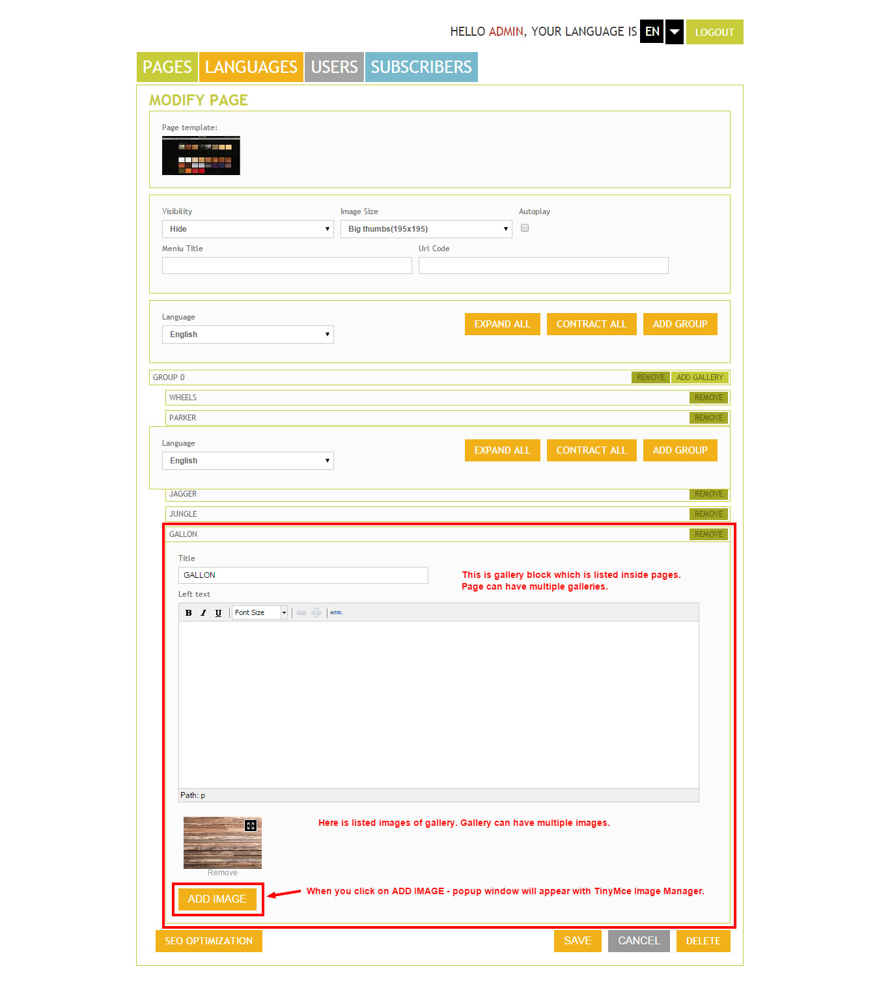 HELLO ADMIN, YOUR LANGUAGE IS EN LOGOUT
PAGES LANGUAGES USERS SUBSCRIBERS
MODIFY PAGE
Page template:
Visibility Image Size Autoplay
Hide Big thumbs(195x195)
Meniu Title Url Code
Language
English EXPAND ALL CONTRACT ALL ADD GROUP
GROUP 0 REMOVE ADD GALLERY
WHEELS REMOVE
PARKER REMOVE
Language
English EXPAND ALL CONTRACT ALL ADD GROUP
JAGGER REMOVE
JUNGLE REMOVE
GALLON REMOVE
Title
GALLON
This is gallery block which is listed inside pages.
Page can have multiple galleries.
Left text
B I U Font Size HTML
Path: p
Here is listed images of gallery. Gallery can have multiple images.
Remove
ADD IMAGE
When you click on ADD IMAGE - popup window will appear with TinyMce Image Manager.
SEO OPTIMIZATION SAVE CANCEL DELETE